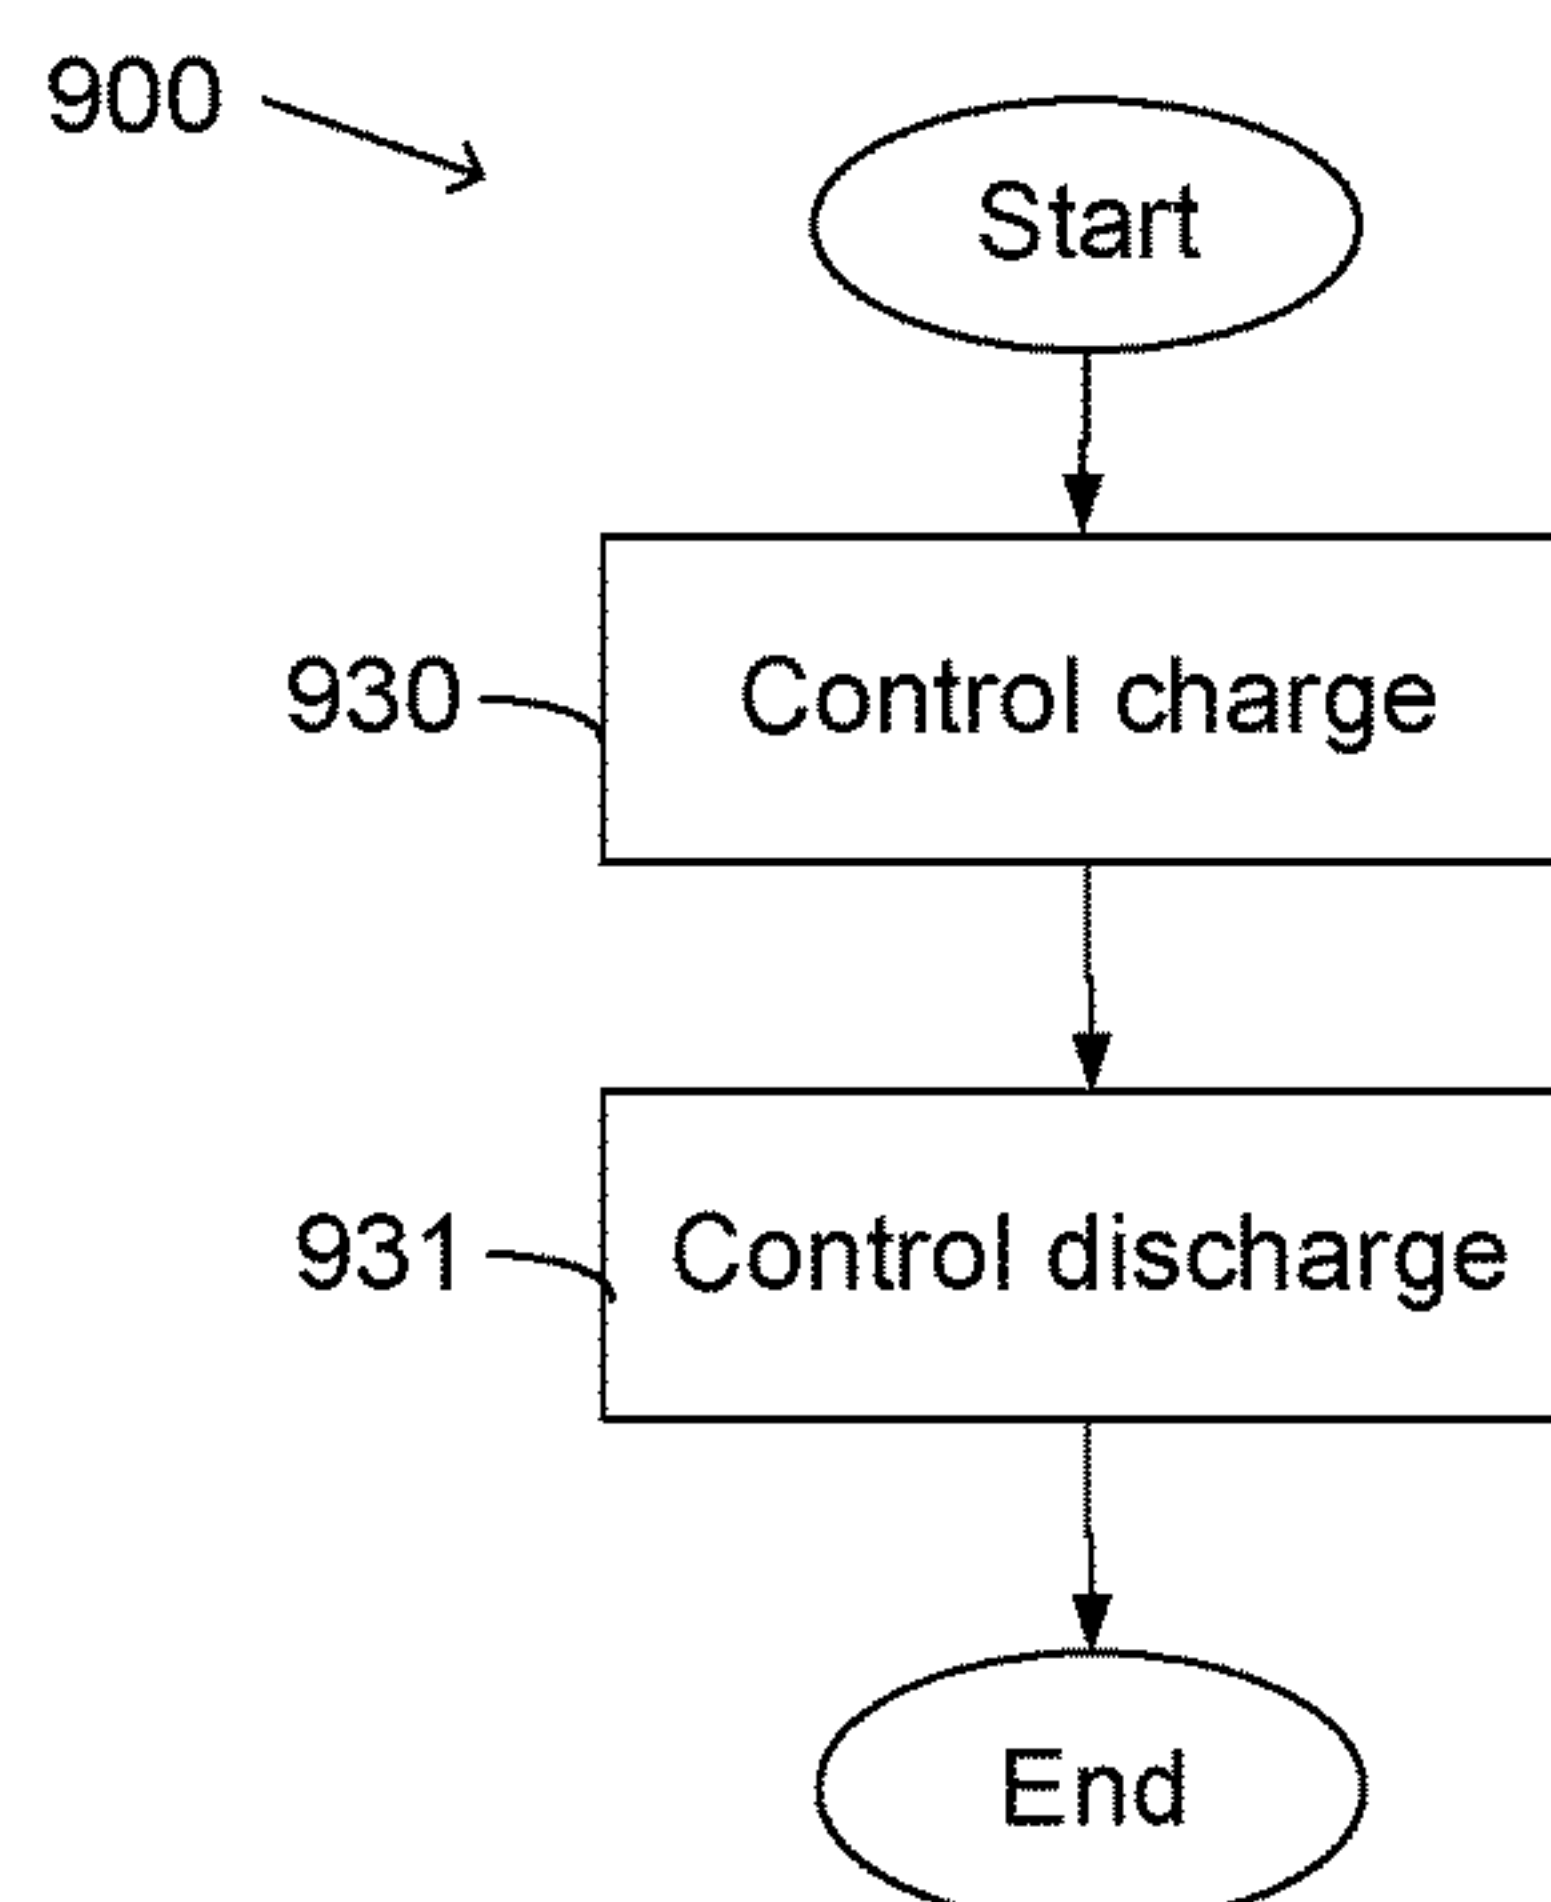 900
Start
930
Control charge
931
Control discharge
End